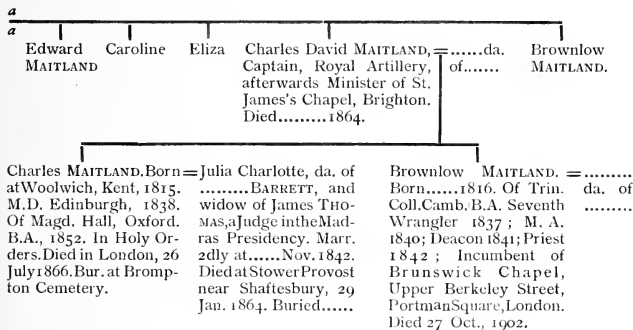 a
a
Edward
MAITLAND
Caroline
Eliza
Charles David MAITLAND,=......da.
Captain, Royal Artillery, of.......
afterwards Minister of St.
James's Chapel, Brighton.
Died.........1864.
Brownlow
MAITLAND.
Charles MAITLAND. Born
at Woolwich, Kent, 1815.
M.D. Edinburgh, 1838.
Of Magd. Hall, Oxford.
B.A., 1852. In Holy Or-
ders. Died in London, 26
July 1866. Bur. at Bromp-
ton Cemetery.
=Julia Charlotte, da. of
.........BARRETT, and
widow of James THO-
MAS, a Judge in the Mad-
ras Presidency. Marr.
2dly at......Nov. 1842.
Died at Stower Provost
near Shaftesbury, 29
Jan. 1864. Buried......
Brownlow MAITLAND. =.........
Born......1816. Of Trin. da. of
Coll. Camb. B.A. Seventh .........
Wrangler 1837; M.A.
1840; Deacon 1841; Priest
1842; Incumbent of
Brunswick Chapel,
Upper Berkeley Street,
Portman Square, London.
Died 27 Oct., 1902.